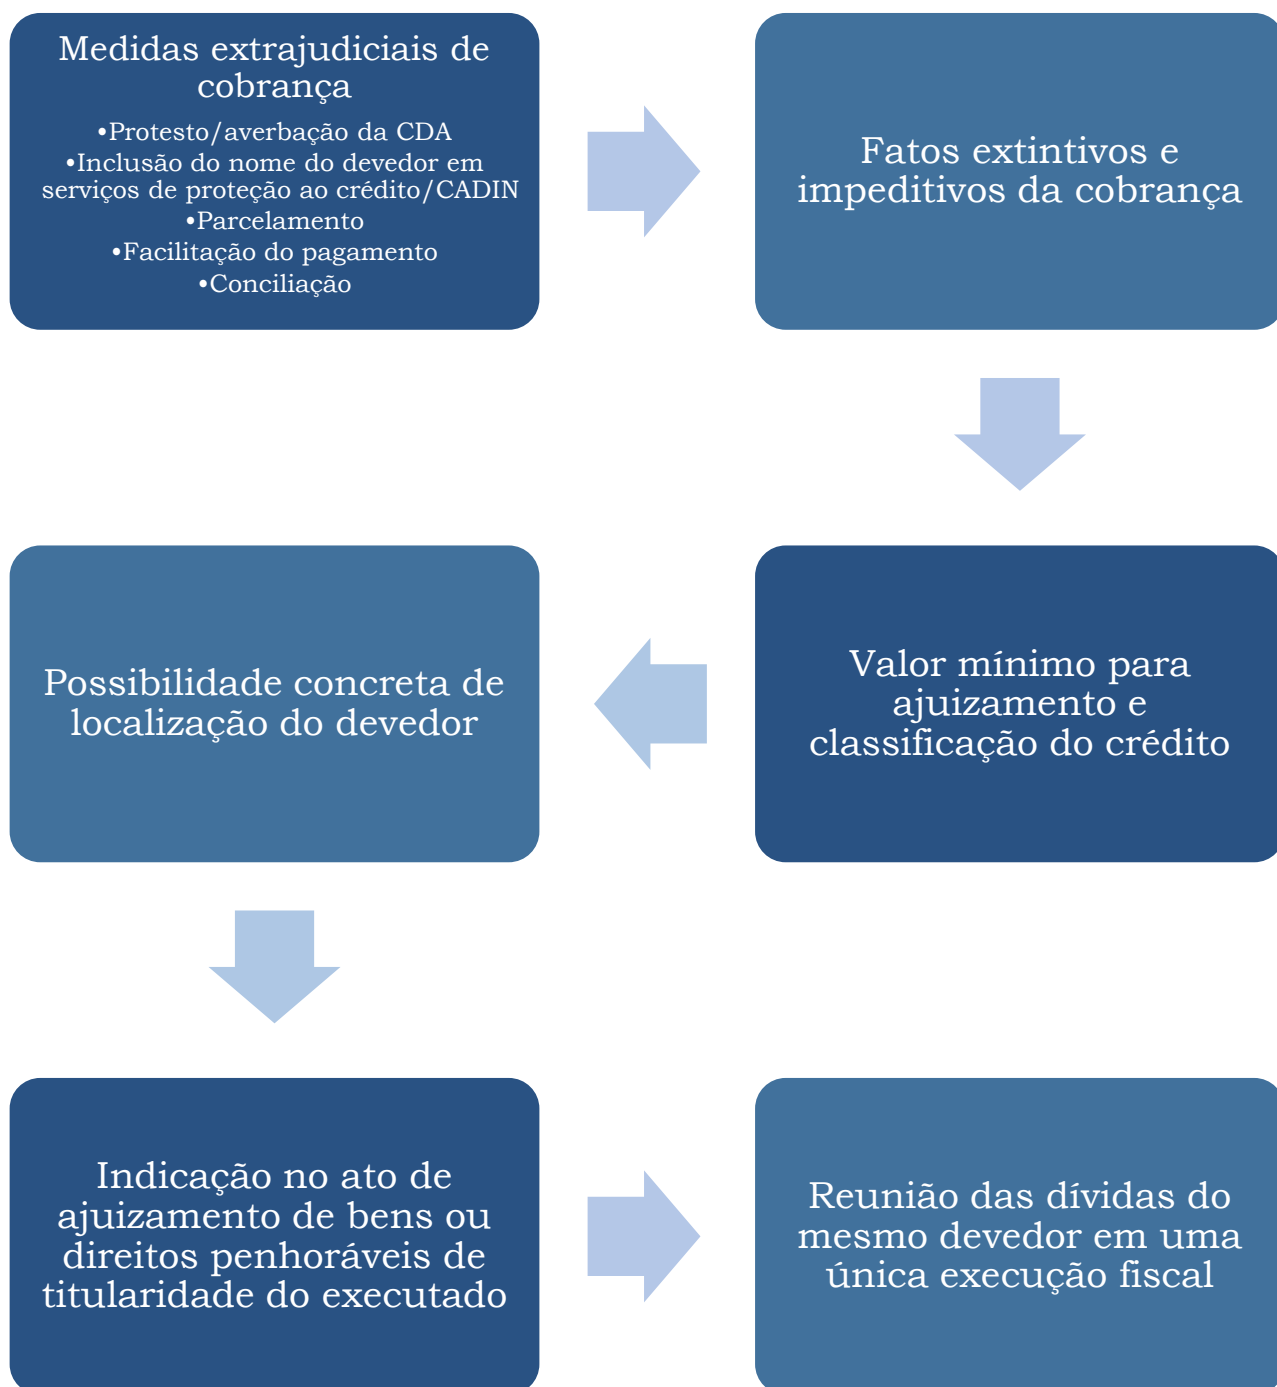 Medidas extrajudiciais de
cobrança
•Protesto/averbação da CDA
•Inclusão do nome do devedor em
serviços de proteção ao crédito/CADIN
•Parcelamento
•Facilitação do pagamento
•Conciliação
Fatos extintivos e
impeditivos da cobrança
Valor mínimo para
ajuizamento e
classificação do crédito
Possibilidade concreta de
localização do devedor
Indicação no ato de
ajuizamento de bens ou
direitos penhoráveis de
titularidade do executado
Reunião das dívidas do
mesmo devedor em uma
única execução fiscal